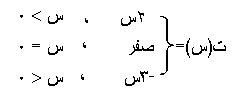 ٢س ، س > ٠
ت(س)= صفر ، س = ٠
-٣س ، س < ٠